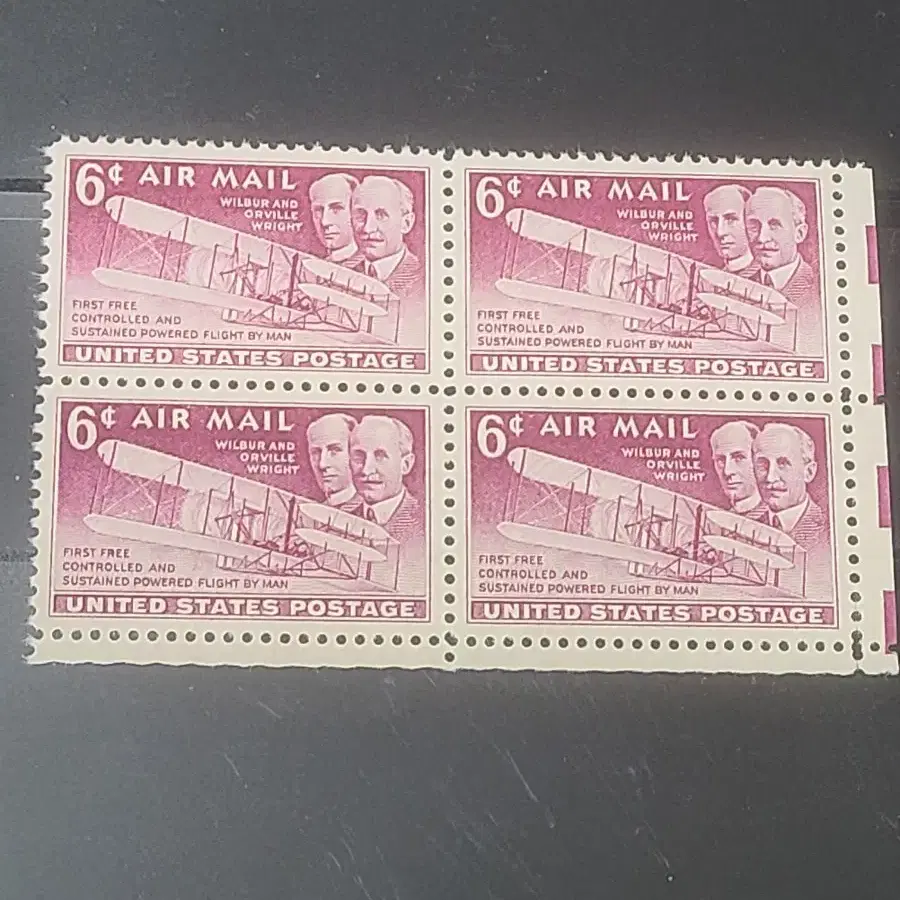 6¢ AIR MAIL
WILBUR AND
ORVILLE
WRIGHT
FIRST FREE
CONTROLLED AND
SUSTAINED POWERED FLIGHT BY MAN
UNITED STATES POSTAGE
6¢ AIR MAIL
WILBUR AND
ORVILLE
WRIGHT
FIRST FREE
CONTROLLED AND
SUSTAINED POWERED FLIGHT BY MAN
UNITED STATES POSTAGE
6¢ AIR MAIL
WILBUR AND
ORVILLE
WRIGHT
FIRST FREE
CONTROLLED AND
SUSTAINED POWERED FLIGHT BY MAN
UNITED STATES POSTAGE
6¢ AIR MAIL
WILBUR AND
ORVILLE
WRIGHT
FIRST FREE
CONTROLLED AND
SUSTAINED POWERED FLIGHT BY MAN
UNITED STATES POSTAGE